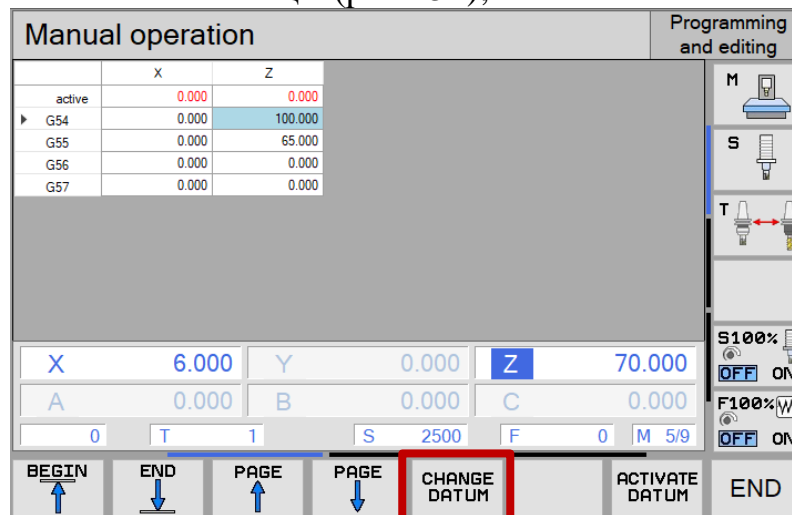 Manual operation
Programming
and editing
X Z
active 0.000 0.000
G54 0.000 100.000
G55 0.000 65.000
G56 0.000 0.000
G57 0.000 0.000
M
S
T
X 6.000 Y 0.000 Z 70.000
A 0.000 B 0.000 C 0.000
0 T 1 S 2500 F 0 M 5/9
S100%
OFF ON
F100% W
OFF ON
BEGIN
END
PAGE
PAGE
CHANGE
DATUM
ACTIVATE
DATUM
END